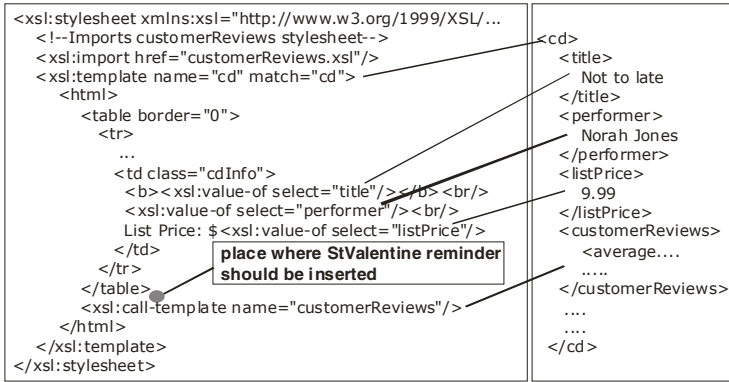 <xsl:stylesheet xmlns:xsl="http://www.w3.org/1999/XSL/...
<!--Imports customerReviews stylesheet-->
<xsl:import href="customerReviews.xsl"/>
<xsl:template name="cd" match="cd">
<html>
<table border="0">
<tr>
...
<td class="cdInfo">
<b><xsl:value-of select="title"/></b><br/>
<xsl:value-of select="performer"/><br/>
List Price: $<xsl:value-of select="listPrice"/>
</td>
place where StValentine reminder
should be inserted
</tr>
</table>
<xsl:call-template name="customerReviews"/>
</html>
</xsl:template>
</xsl:stylesheet>
<cd>
<title>
Not to late
</title>
<performer>
Norah Jones
</performer>
<listPrice>
9.99
</listPrice>
<customerReviews>
<average....
.....
</customerReviews>
....
....
</cd>